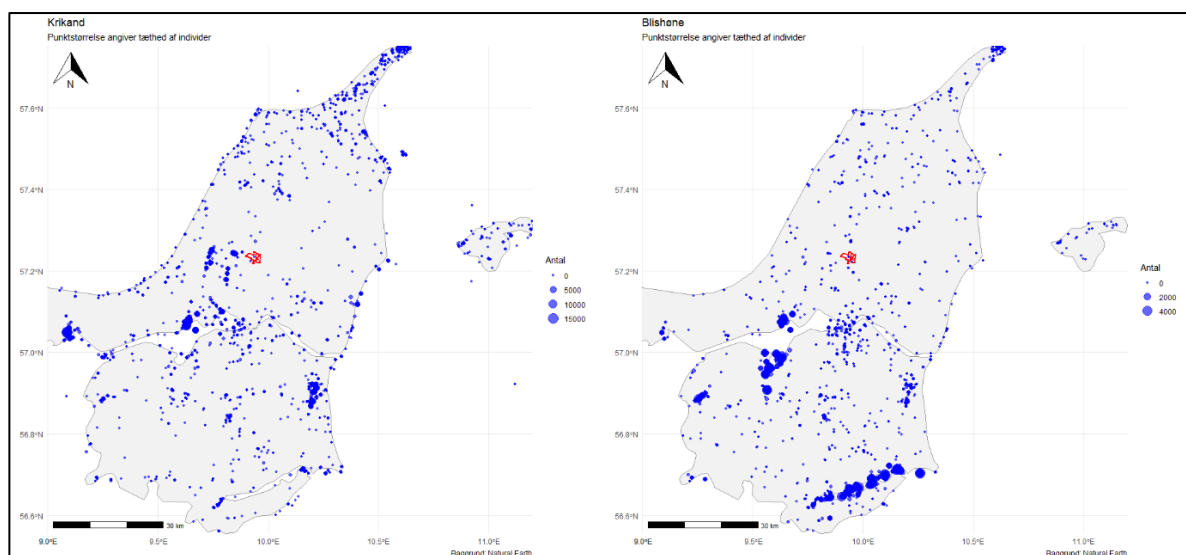 Krikand
Punktstørrelse angiver tæthed af individer
N
57.6°N
57.4°N
57.2°N
57.0°N
56.8°N
56.6°N
9.0°E
9.5°E
10.0°E
10.5°E
11.0°E
30 km
Antal
0
5000
10000
15000
Baggrund: Natural Earth
Blishøne
Punktstørrelse angiver tæthed af individer
N
57.6°N
57.4°N
57.2°N
57.0°N
56.8°N
56.6°N
9.0°E
9.5°E
10.0°E
10.5°E
11.0°E
30 km
Antal
0
2000
4000
Baggrund: Natural Earth